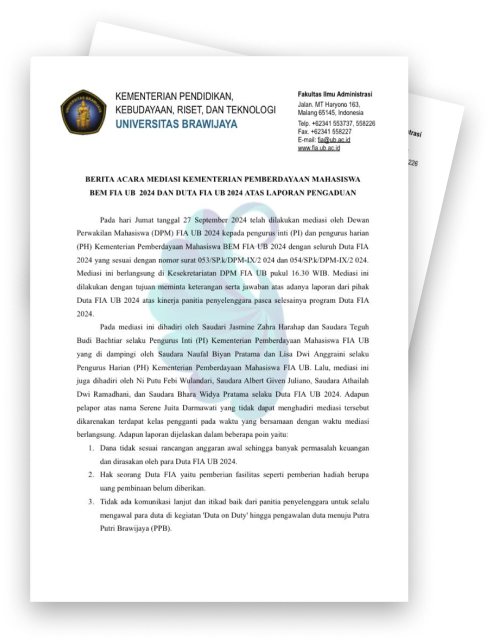 KEMENTERIAN PENDIDIKAN,
KEBUDAYAAN, RISET, DAN TEKNOLOGI
UNIVERSITAS BRAWIJAYA
Fakultas Ilmu Administrasi
Jalan. MT Haryono 163,
Malang 65145, Indonesia
Telp. +62341 553737, 558226
Fax. +62341 558227
E-mail: fia@ub.ac.id
www.fia.ub.ac.id
BERITA ACARA MEDIASI KEMENTERIAN PEMBERDAYAAN MAHASISWA
BEM FIA UB 2024 DAN DUTA FIA UB 2024 ATAS LAPORAN PENGADUAN
Pada hari Jumat tanggal 27 September 2024 telah dilakukan mediasi oleh Dewan
Perwakilan Mahasiswa (DPM) FIA UB 2024 kepada pengurus inti (PI) dan pengurus harian
(PH) Kementerian Pemberdayaan Mahasiswa BEM FIA UB 2024 dengan seluruh Duta FIA
2024 yang sesuai dengan nomor surat 053/SP.k/DPM-IX/2 024 dan 054/SP.k/DPM-IX/2 024.
Mediasi ini berlangsung di Kesekretariatan DPM FIA UB pukul 16.30 WIB. Mediasi ini
dilakukan dengan tujuan meminta keterangan serta jawaban atas adanya laporan dari pihak
Duta FIA UB 2024 atas kinerja panitia penyelenggara pasca selesainya program Duta FIA
2024.
Pada mediasi ini dihadiri oleh Saudari Jasmine Zahra Harahap dan Saudara Teguh
Budi Bachtiar selaku Pengurus Inti (PI) Kementerian Pemberdayaan Mahasiswa FIA UB
yang di dampingi oleh Saudara Naufal Biyan Pratama dan Lisa Dwi Anggraini selaku
Pengurus Harian (PH) Kementerian Pemberdayaan Mahasiswa FIA UB. Lalu, mediasi ini
juga dihadiri oleh Ni Putu Febi Wulandari, Saudara Albert Given Juliano, Saudara Athailah
Dwi Ramadhani, dan Saudara Bhara Widya Pratama selaku Duta FIA UB 2024. Adapun
pelapor atas nama Serene Juita Darmawati yang tidak dapat menghadiri mediasi tersebut
dikarenakan terdapat kelas pengganti pada waktu yang bersamaan dengan waktu mediasi
berlangsung. Adapun laporan dijelaskan dalam beberapa poin yaitu:
1. Dana tidak sesuai rancangan anggaran awal sehingga banyak permasalah keuangan
dan dirasakan oleh para Duta FIA UB 2024.
2. Hak seorang Duta FIA yaitu pemberian fasilitas seperti pemberian hadiah berupa
uang pembinaan belum diberikan.
3. Tidak ada komunikasi lanjut dan itikad baik dari panitia penyelenggara untuk selalu
mengawal para duta di kegiatan 'Duta on Duty' hingga pengawalan duta menuju Putra
Putri Brawijaya (PPB).